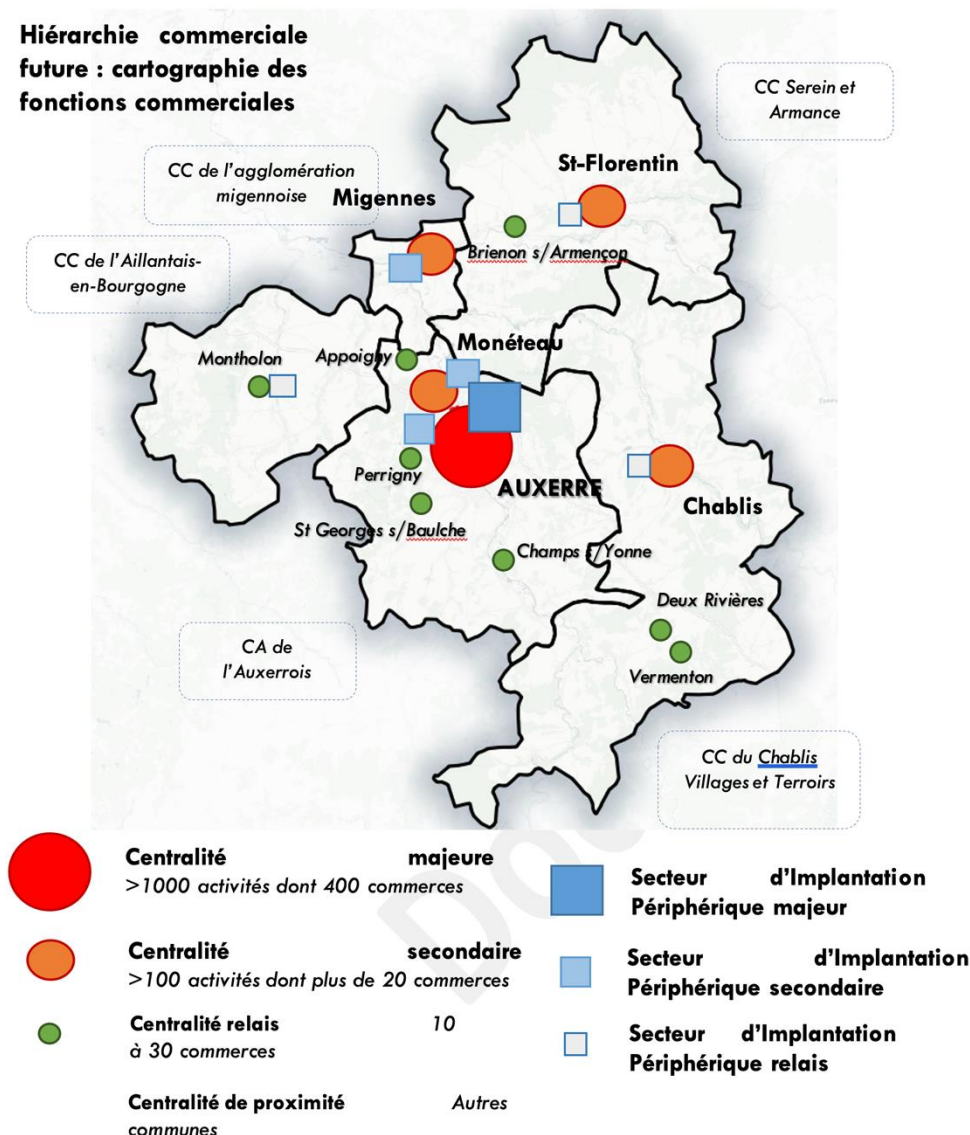 Hiérarchie commerciale
future : cartographie des
fonctions commerciales
CC Serein et
Armance
CC de l'agglomération
migennoise
St-Florentin
Migennes
Brienon s/Armençon
CC de l'Aillantais-
en-Bourgogne
Monéteau
Appoigny
Montholon
Perrigny
AUXERRE
Chablis
St Georges s/Baulche
Champs s/Yonne
Deux Rivières
Vermenton
CA de
l'Auxerrois
CC du Chablis
Villages et Terroirs
Centralité majeure
>1000 activités dont 400 commerces
Centralité secondaire
>100 activités dont plus de 20 commerces
Centralité relais 10
à 30 commerces
Centralité de proximité Autres
communes
Secteur d'Implantation
Périphérique majeur
Secteur d'Implantation
Périphérique secondaire
Secteur d'Implantation
Périphérique relais